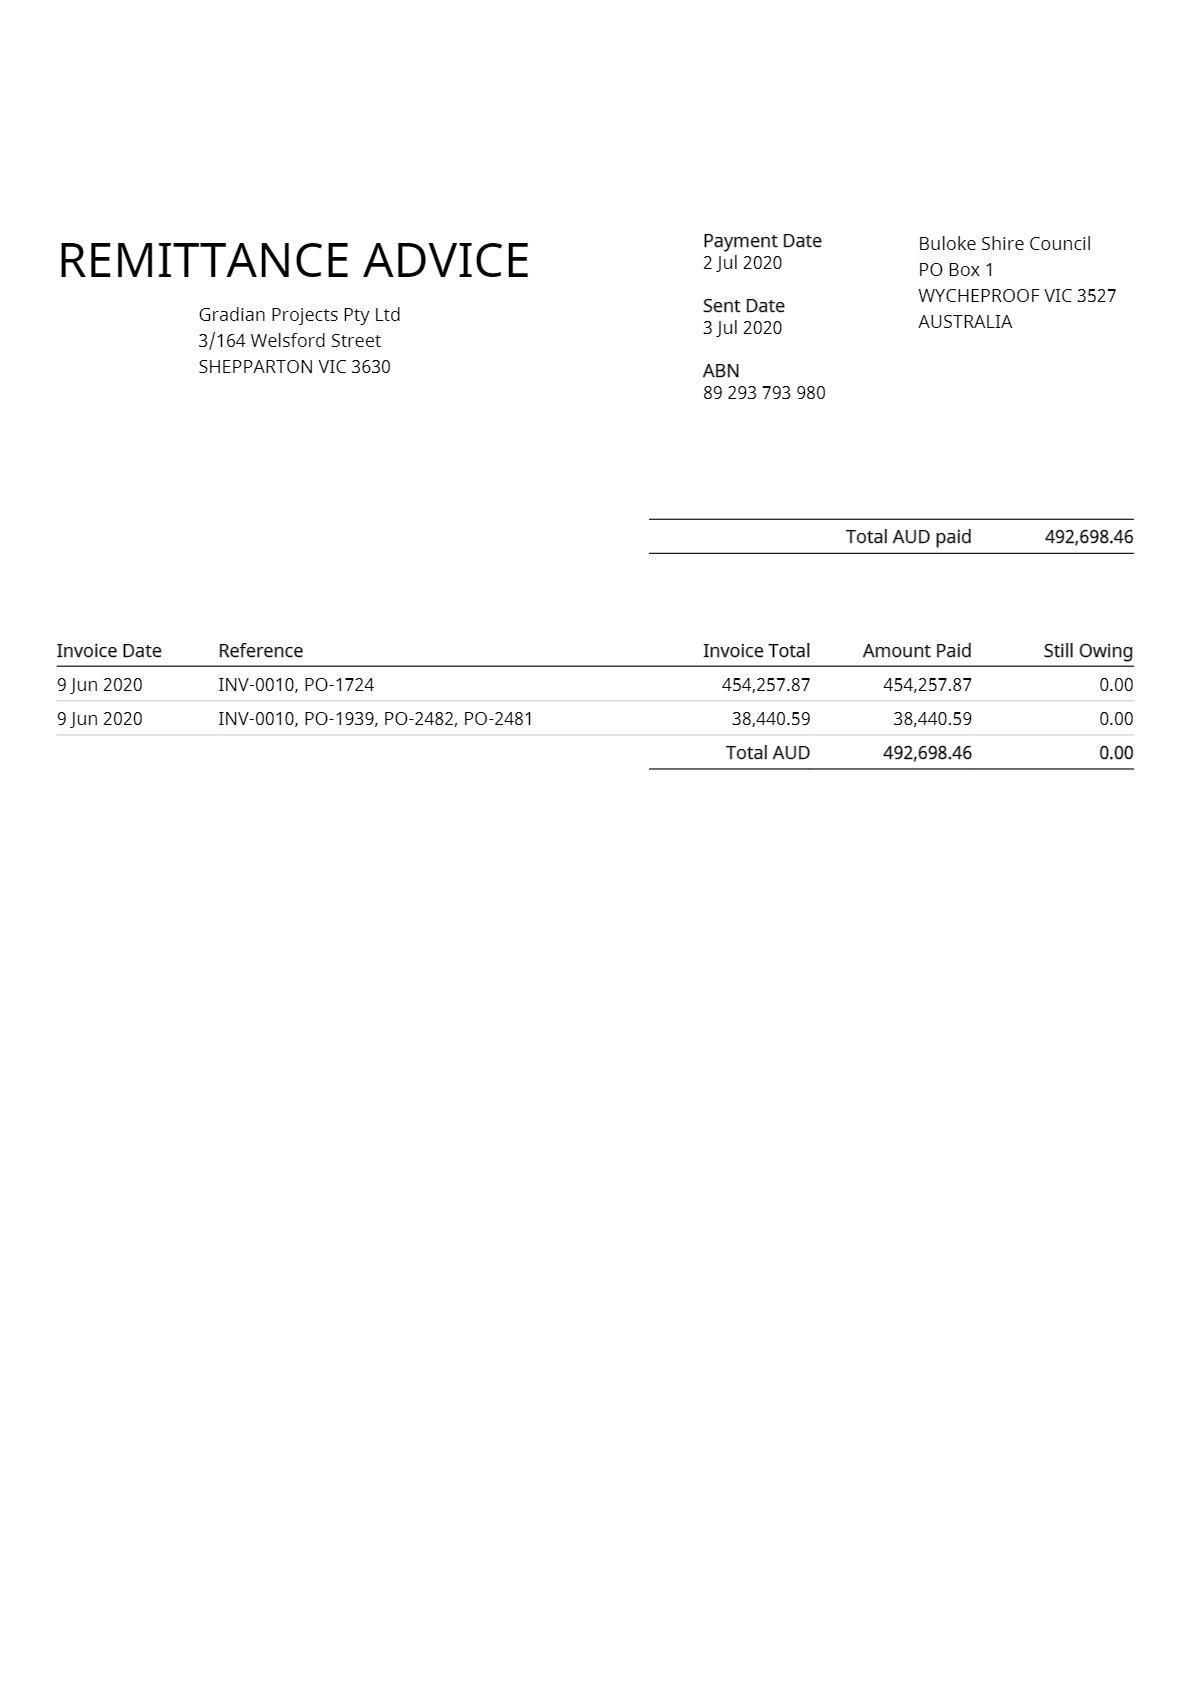 REMITTANCE ADVICE
Gradian Projects Pty Ltd
3/164 Welsford Street
SHEPPARTON VIC 3630
Payment Date
2 Jul 2020
Sent Date
3 Jul 2020
ABN
89 293 793 980
Buloke Shire Council
PO Box 1
WYCHEPROOF VIC 3527
AUSTRALIA
Total AUD paid 492,698.46
Invoice Date Reference Invoice Total Amount Paid Still Owing
9 Jun 2020 INV-0010, PO-1724 454,257.87 454,257.87 0.00
9 Jun 2020 INV-0010, PO-1939, PO-2482, PO-2481 38,440.59 38,440.59 0.00
Total AUD 492,698.46 0.00